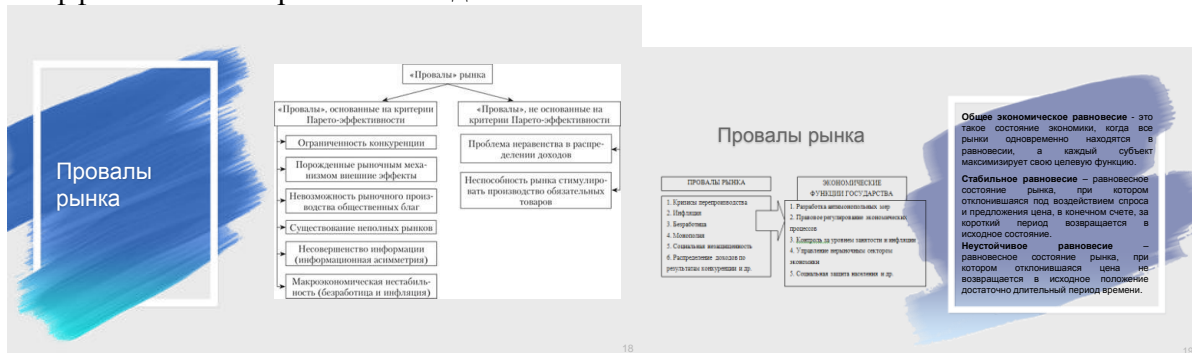 Провалы
рынка
«Провалы» рынка
«Провалы», основанные на критерии
Парето-эффективности
Ограниченность конкуренции
Порожденные рыночным меха-
низмом внешние эффекты
Невозможность рыночного произ-
водства общественных благ
Существование неполных рынков
Несовершенство информации
(информационная асимметрия)
Макроэкономическая нестабиль-
ность (безработица и инфляция)
«Провалы», не основанные на
критерии Парето-эффективности
Проблема неравенства в распре-
делении доходов
Неспособность рынка стимулиро-
вать производство обязательных
товаров
18
Провалы рынка
ПРОВАЛЫ РЫНКА
1. Кризисы перепроизводства
2. Инфляция
3. Безработица
4. Монополия
5. Социальная незащищенность
6. Распределение доходов по
результатам конкуренции и др.
ЭКОНОМИЧЕСКИЕ
ФУНКЦИИ ГОСУДАРСТВА
1. Разработка антимонопольных мер
2. Правовое регулирование экономических
процессов
3. Контроль за уровнем занятости и инфляции
4. Управление нерыночным сектором
экономики
5. Социальная защита населения и др.
Общее экономическое равновесие - это
такое состояние экономики, когда все
рынки одновременно находятся в
равновесии, а каждый субъект
максимизирует свою целевую функцию.
Стабильное равновесие – равновесное
состояние рынка, при котором
отклонившаяся под воздействием спроса
и предложения цена, в конечном счете, за
короткий период возвращается в
исходное состояние.
Неустойчивое равновесие –
равновесное состояние рынка, при
котором отклонившаяся цена не
возвращается в исходное положение
достаточно длительный период времени.